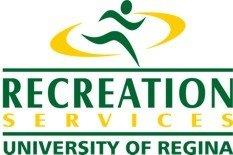 RECREATION
SERVICES
UNIVERSITY OF REGINA